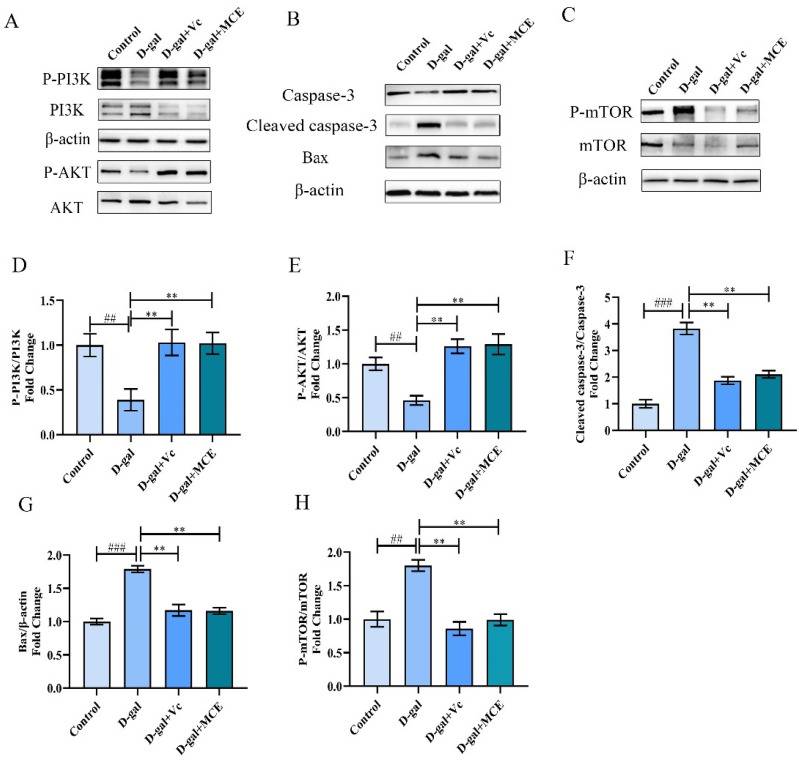 A
Control
D-gal
D-gal+Vc
D-gal+MCE
P-PI3K
PI3K
β-actin
P-AKT
AKT
B
Control
D-gal
D-gal+Vc
D-gal+MCE
Caspase-3
Cleaved caspase-3
Bax
β-actin
C
Control
D-gal
D-gal+Vc
D-gal+MCE
P-mTOR
mTOR
β-actin
D
P-PI3K/PI3K
Fold Change
1.5
1.0
0.5
0.0
##
**
**
Control
D-gal
D-gal+Vc
D-gal+MCE
E
P-AKT/AKT
Fold Change
2.0
1.5
1.0
0.5
0.0
##
**
**
Control
D-gal
D-gal+Vc
D-gal+MCE
F
Cleaved caspase-3/Caspase-3
Fold Change
5
4
3
2
1
0
###
**
**
Control
D-gal
D-gal+Vc
D-gal+MCE
G
Bax/β-actin
Fold Change
2.0
1.5
1.0
0.5
0.0
###
**
**
Control
D-gal
D-gal+Vc
D-gal+MCE
H
P-mTOR/mTOR
Fold Change
2.0
1.5
1.0
0.5
0.0
##
**
**
Control
D-gal
D-gal+Vc
D-gal+MCE